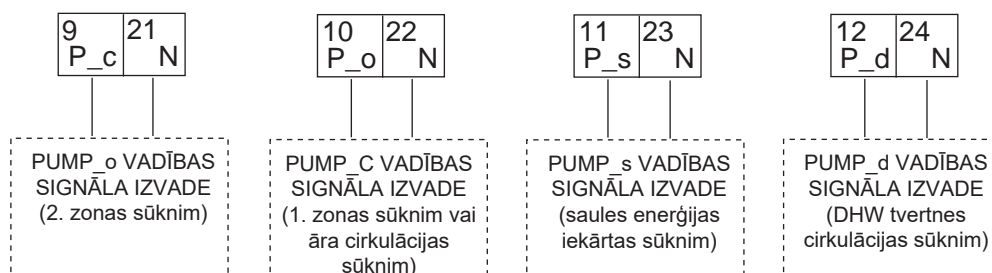 9 21
P_c N
10 22
P_o N
11 23
P_s N
12 24
P_d N
PUMP_o VADĪBAS
SIGNĀLA IZVADE
(2. zonas sūknim)
PUMP_C VADĪBAS
SIGNĀLA IZVADE
(1. zonas sūknim vai
āra cirkulācijas
sūknim)
PUMP_s VADĪBAS
SIGNĀLA IZVADE
(saules enerģijas
iekārtas sūknim)
PUMP_d VADĪBAS
SIGNĀLA IZVADE
(DHW tvertnes
cirkulācijas sūknim)